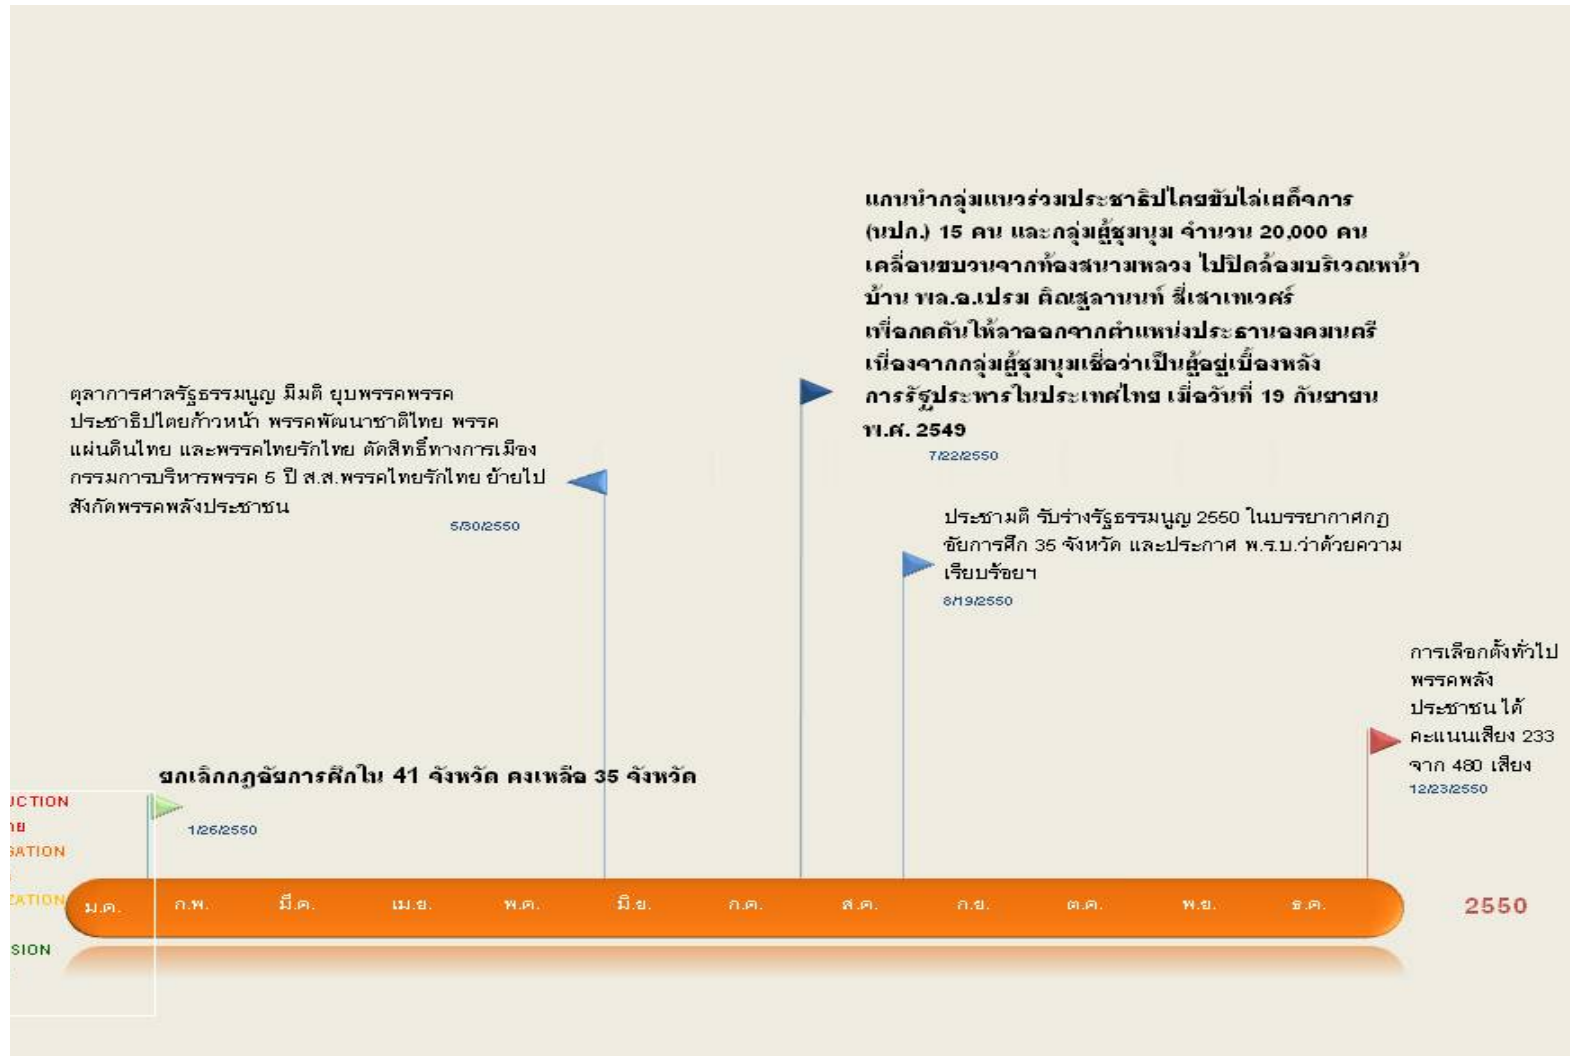 แกนนำกลุ่มแนวร่วมประชาธิปไตยขับไล่เผด็จการ
(นปก.) 15 คน และกลุ่มผู้ชุมนุม จำนวน 20,000 คน
เคลื่อนขบวนจากท้องสนามหลวง ไปปิดล้อมบริเวณหน้า
บ้าน พล.อ.เปรม ติณสูลานนท์ สี่เสาเทเวศร์
เพื่อกดดันให้ลาออกจากตำแหน่งประธานองคมนตรี
เนื่องจากกลุ่มผู้ชุมนุมเชื่อว่าเป็นผู้อยู่เบื้องหลัง
การรัฐประหารในประเทศไทย เมื่อวันที่ 19 กันยายน
พ.ศ. 2549
7/22/2550
ตุลาการศาลรัฐธรรมนูญ มีมติ ยุบพรรคพรรค
ประชาธิปไตยก้าวหน้า พรรคพัฒนาชาติไทย พรรค
แผ่นดินไทย และพรรคไทยรักไทย ตัดสิทธิ์ทางการเมือง
กรรมการบริหารพรรค 5 ปี ส.ส.พรรคไทยรักไทย ย้ายไป
สังกัดพรรคพลังประชาชน
5/30/2550
ประชามติ รับร่างรัฐธรรมนูญ 2550 ในบรรยากาศกฎ
อัยการศึก 35 จังหวัด และประกาศ พ.ร.บ.ว่าด้วยความ
เรียบร้อยฯ
8/19/2550
การเลือกตั้งทั่วไป
พรรคพลัง
ประชาชน ได้
คะแนนเสียง 233
จาก 480 เสียง
12/23/2550
ยกเลิกกฎอัยการศึกใน 41 จังหวัด คงเหลือ 35 จังหวัด
1/26/2550
UCTION
าย
SATION
ZATION
SION
ม.ค. ก.พ. มี.ค. เม.ย. พ.ค. มิ.ย. ก.ค. ส.ค. ก.ย. ต.ค. พ.ย. ธ.ค. 2550